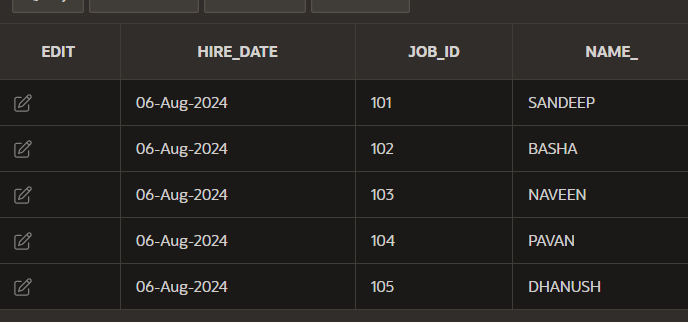 EDIT HIRE_DATE JOB_ID NAME_
06-Aug-2024 101 SANDEEP
06-Aug-2024 102 BASHA
06-Aug-2024 103 NAVEEN
06-Aug-2024 104 PAVAN
06-Aug-2024 105 DHANUSH